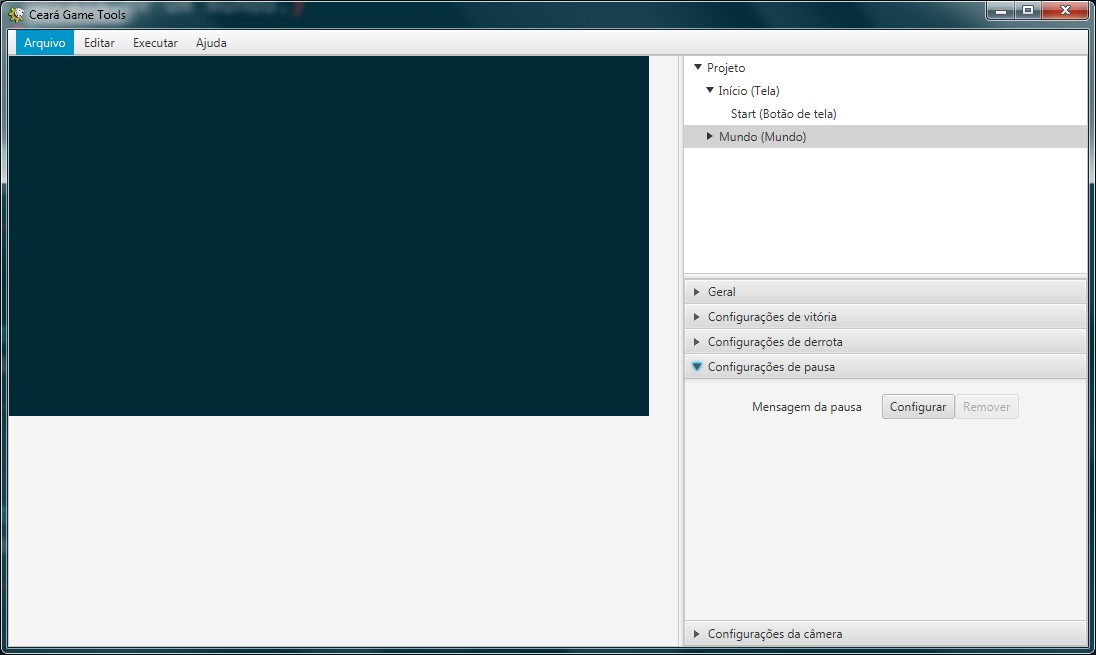 Ceará Game Tools
Arquivo Editar Executar Ajuda
Projeto
Início (Tela)
Start (Botão de tela)
Mundo (Mundo)
Geral
Configurações de vitória
Configurações de derrota
Configurações de pausa
Mensagem da pausa Configurar Remover
Configurações da câmera